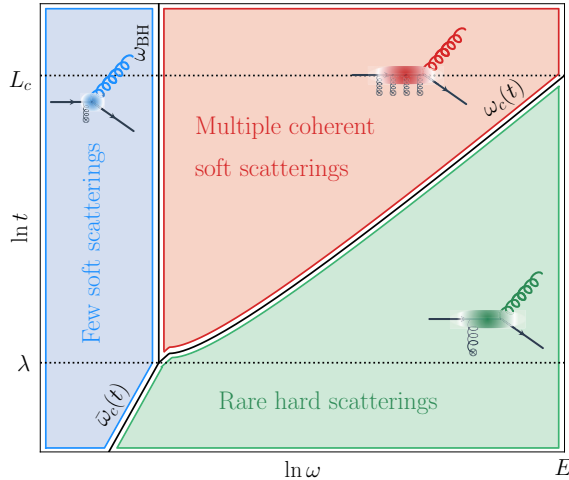 ω_BH
L_c
ω_c(t)
Multiple coherent
soft scatterings
Few soft scatterings
ln t
λ
ω̄_c(t)
Rare hard scatterings
ln ω
E